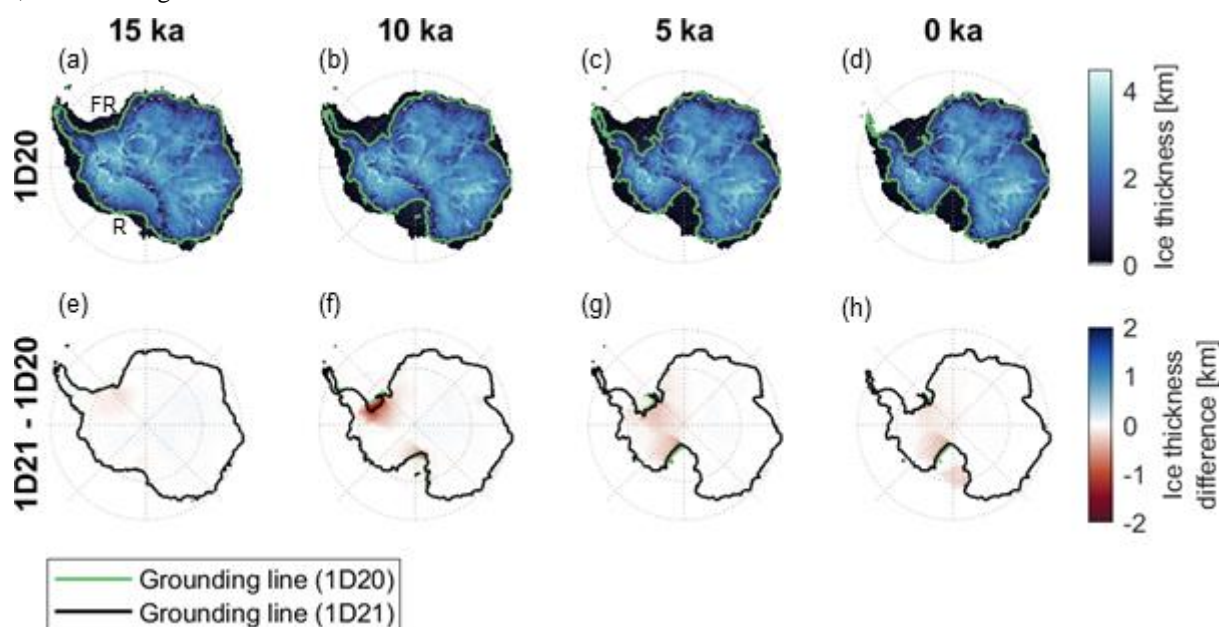 15 ka 10 ka 5 ka 0 ka
(a) (b) (c) (d)
FR
R
1D20
4
2
0
Ice thickness [km]
(e) (f) (g) (h)
1D21 - 1D20
2
1
0
-1
-2
Ice thickness
difference [km]
Grounding line (1D20)
Grounding line (1D21)